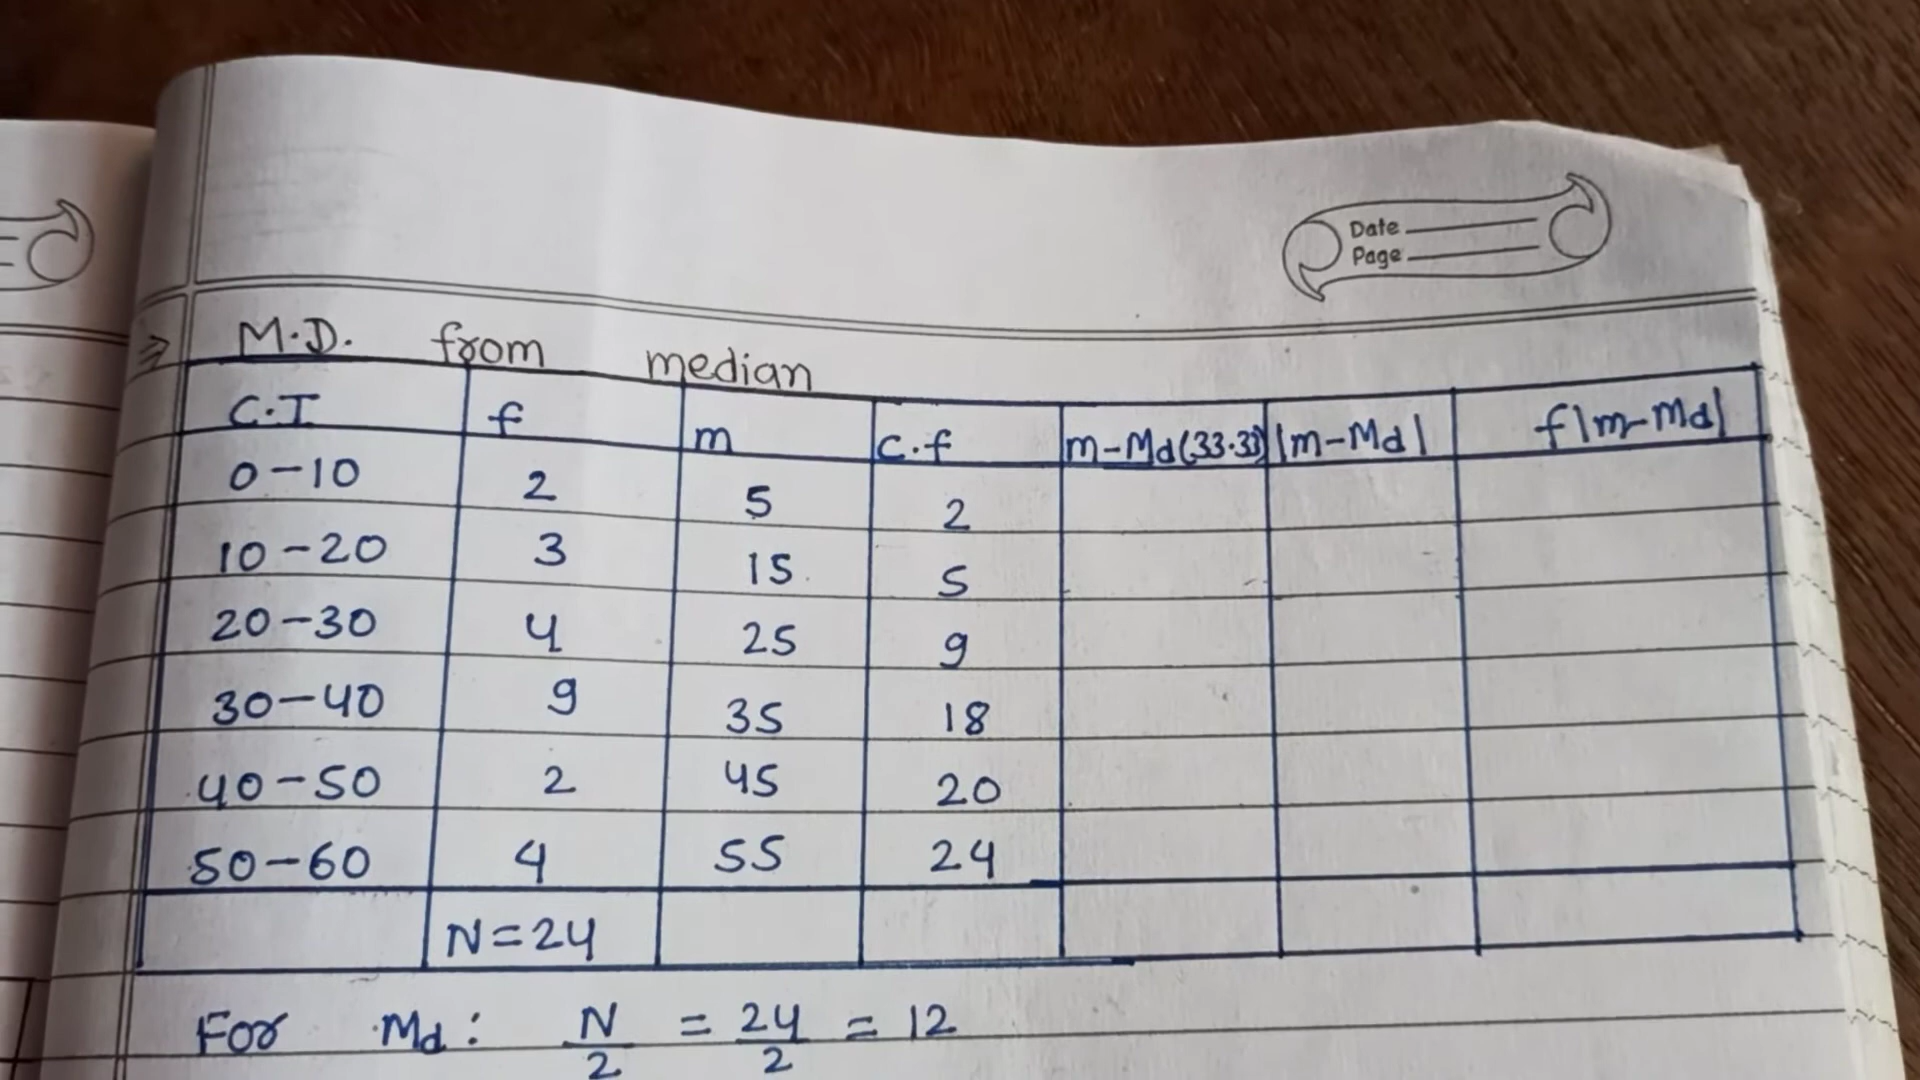 Date
Page
⇒ M.D. from median
C.I f m c.f m-Md(33.33) |m-Md| f|m-Md|
0-10 2 5 2
10-20 3 15 5
20-30 4 25 9
30-40 9 35 18
40-50 2 45 20
50-60 4 55 24
N=24
For Md: N/2 = 24/2 = 12